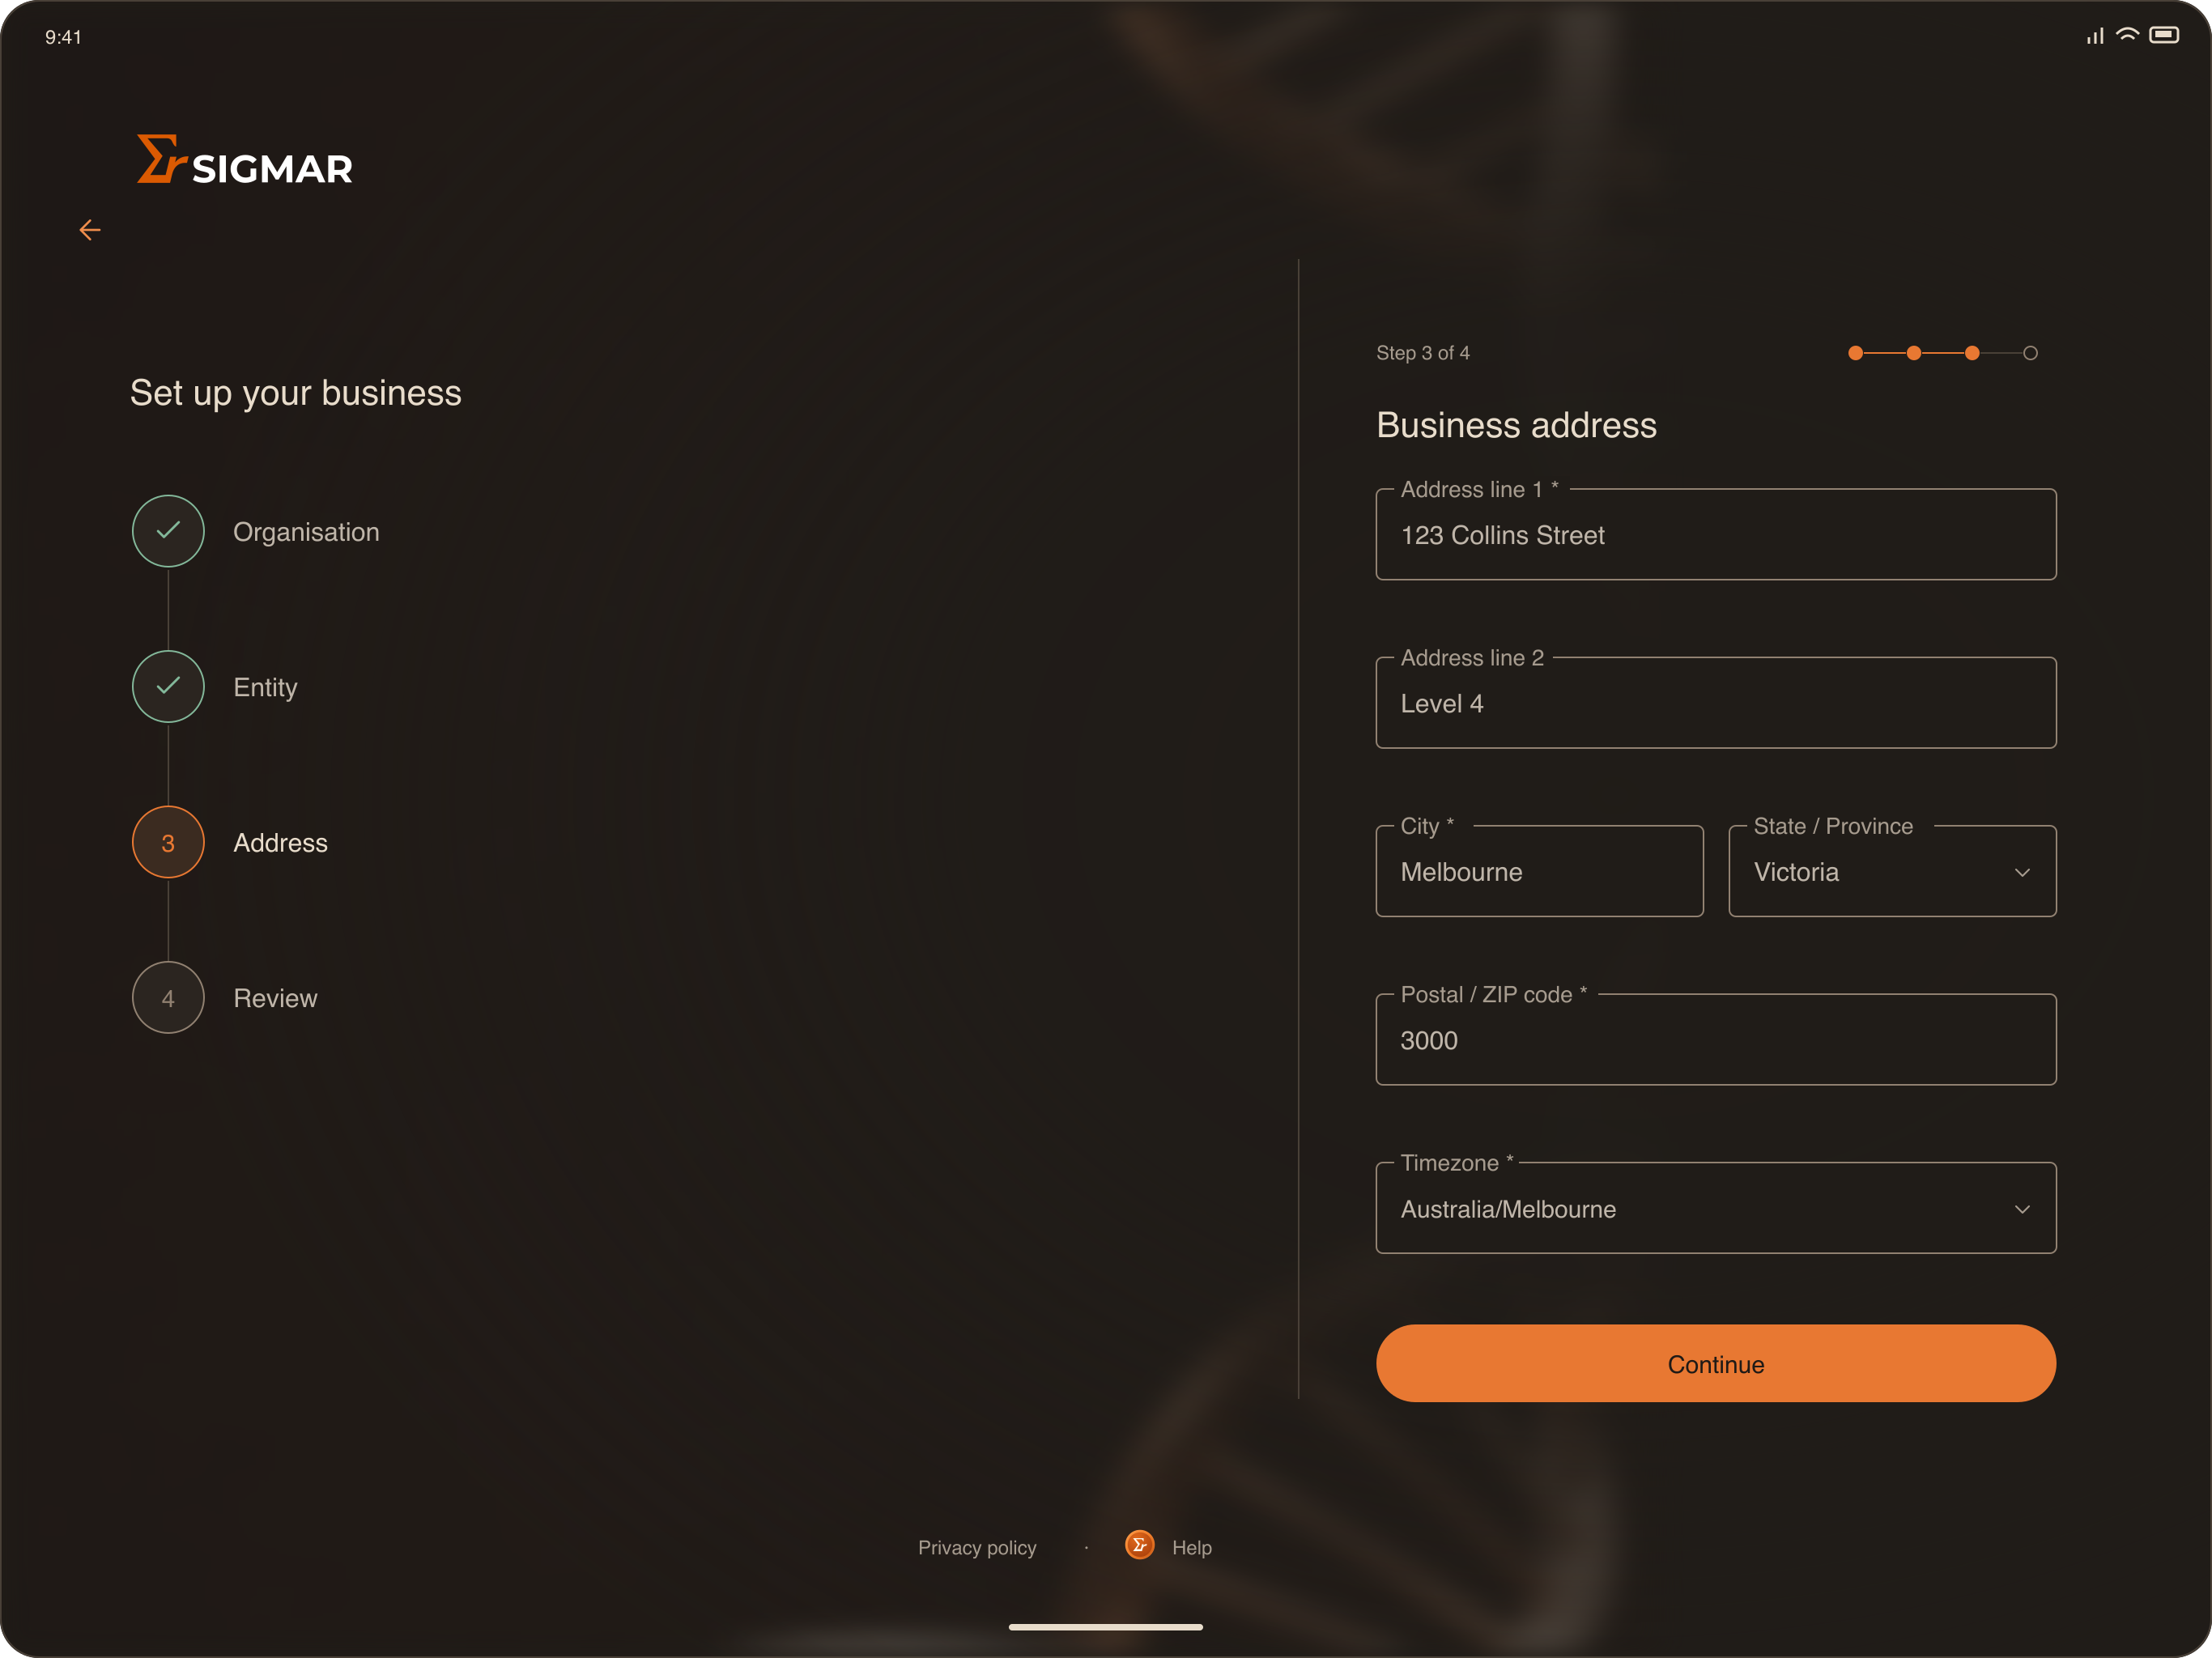 9:41
SIGMAR
Set up your business
Organisation
Entity
3 Address
4 Review
Step 3 of 4
Business address
Address line 1 *
123 Collins Street
Address line 2
Level 4
City *
Melbourne
State / Province
Victoria
Postal / ZIP code *
3000
Timezone *
Australia/Melbourne
Continue
Privacy policy · Help